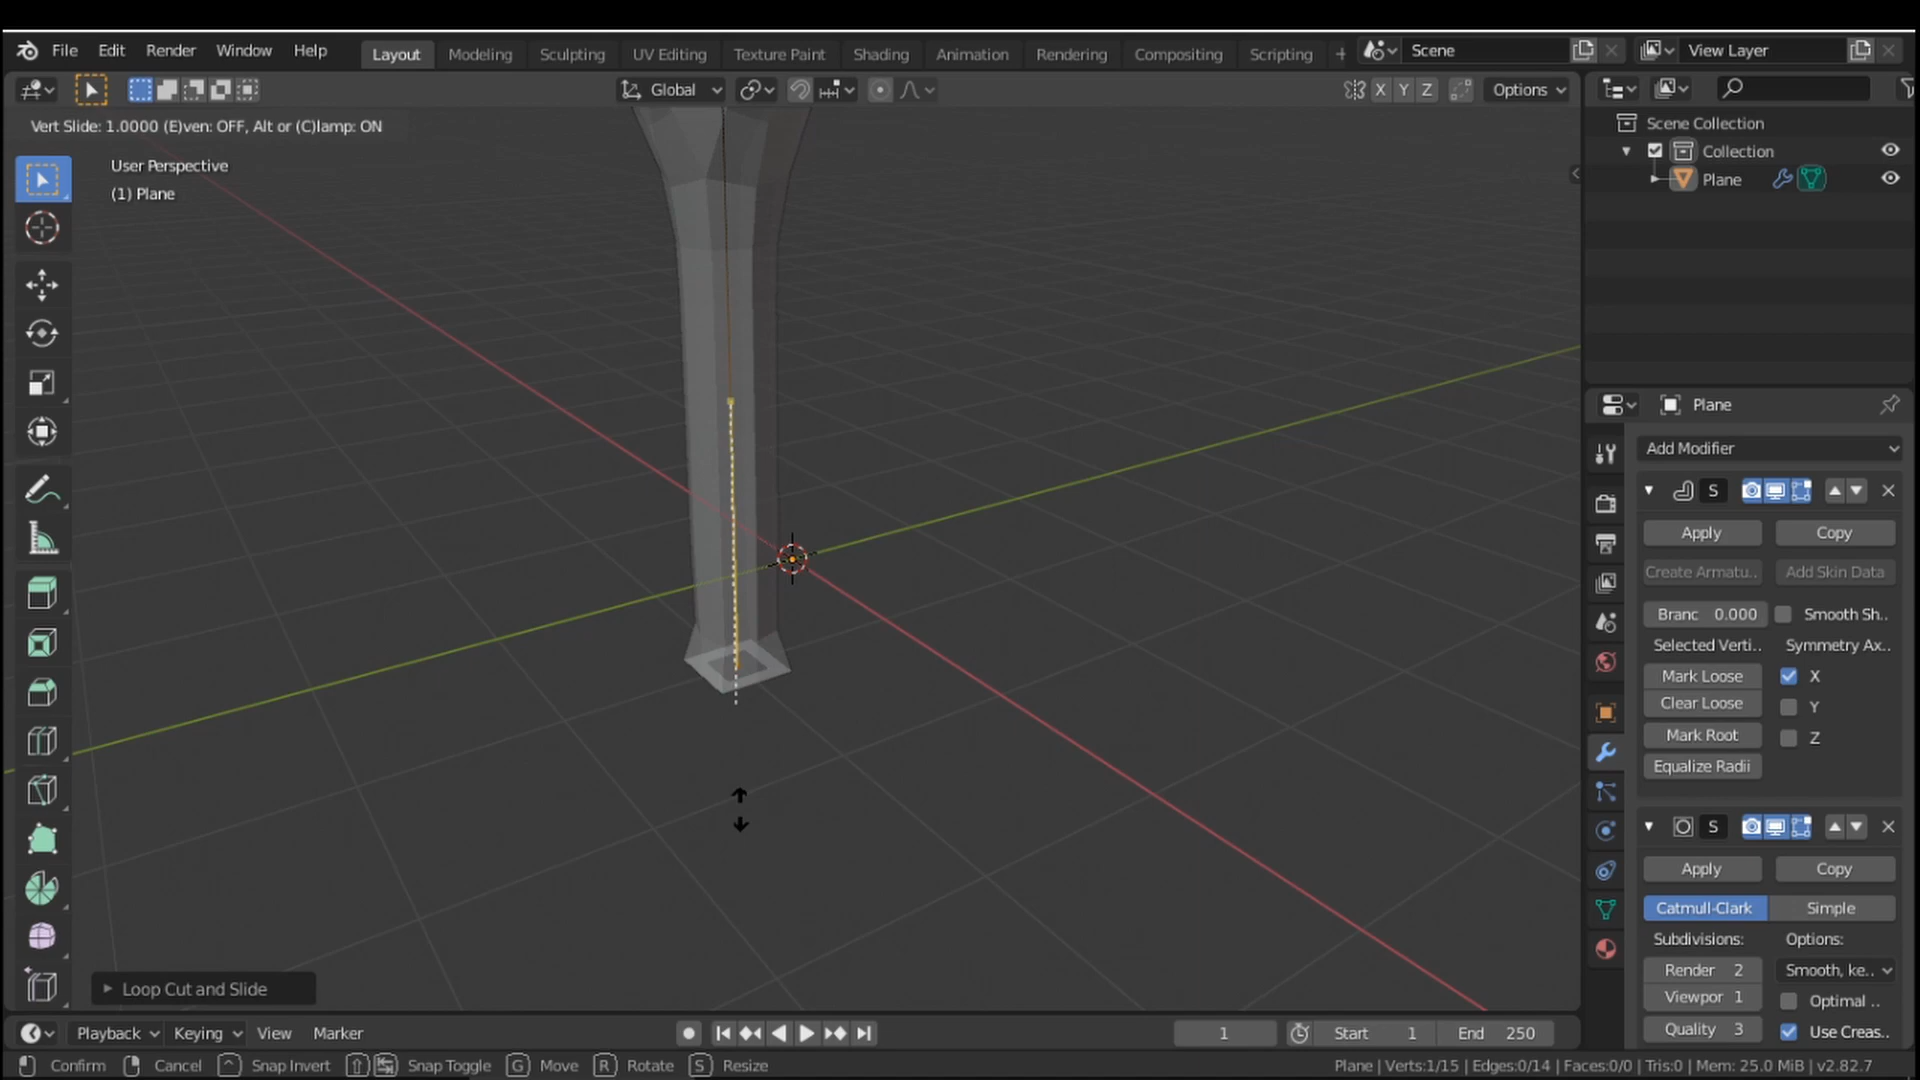 File Edit Render Window Help Layout Modeling Sculpting UV Editing Texture Paint Shading Animation Rendering Compositing Scripting + Scene View Layer
Global X Y Z Options
Vert Slide: 1.0000 (E)ven: OFF, Alt or (C)lamp: ON
User Perspective
(1) Plane
Scene Collection
Collection
Plane
Plane
Add Modifier
S
Apply Copy
Create Armatu.. Add Skin Data
Branc 0.000 Smooth Sh..
Selected Verti.. Symmetry Ax..
Mark Loose X
Clear Loose Y
Mark Root Z
Equalize Radii
S
Apply Copy
Catmull-Clark Simple
Subdivisions: Options:
Render 2 Smooth, ke..
Viewpor 1 Optimal ..
Quality 3 Use Creas..
Loop Cut and Slide
Playback Keying View Marker 1 Start 1 End 250
Confirm Cancel Snap Invert Snap Toggle G Move R Rotate S Resize Plane | Verts:1/15 | Edges:0/14 | Faces:0/0 | Tris:0 | Mem: 25.0 MiB | v2.82.7